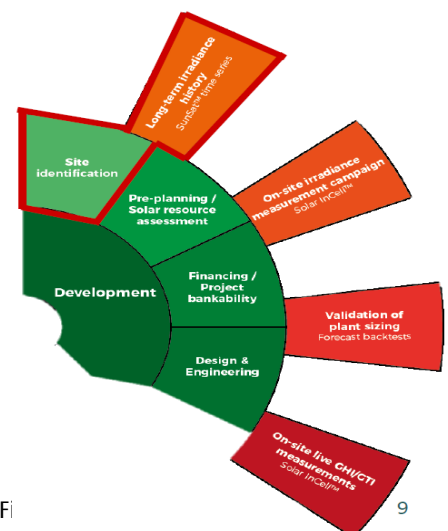 Long-term irradiance
history
SunSat™ time series
Site
identification
Pre-planning /
Solar resource
assessment
On-site irradiance
measurement campaign
Solar InCell™
Development
Financing /
Project
bankability
Validation of
plant sizing
Forecast backtests
Design &
Engineering
On-site live GHI/GTI
measurements
Solar InCell™
Fi
9